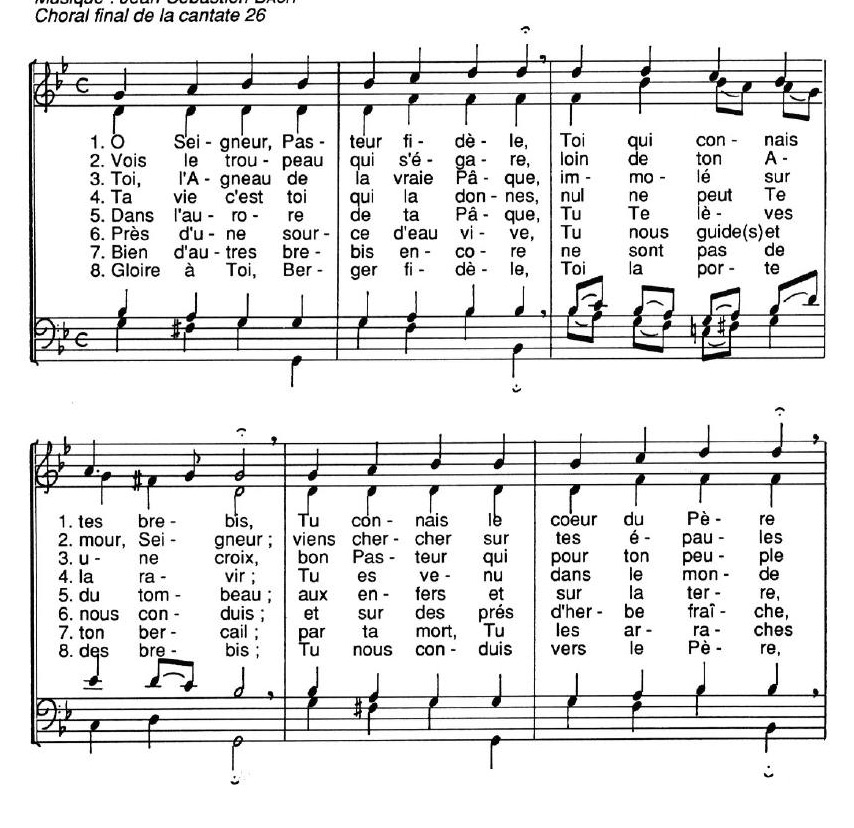 Musique : Jean-Sébastien BACH
Choral final de la cantate 26
1. O Sei - gneur, Pas - teur fi - dè - le, Toi qui con - nais
2. Vois le trou - peau qui s'é - ga - re, loin de ton A -
3. Toi, l'A - gneau de la vraie Pâ - que, im - mo - lé sur
4. Ta vie c'est toi qui la don - nes, nul ne peut Te
5. Dans l'au - ro - re de ta Pâ - que, Tu Te lè - ves
6. Près d'u - ne sour - ce d'eau vi - ve, Tu nous guide(s)et
7. Bien d'au - tres bre - bis en - co - re ne sont pas de
8. Gloire à Toi, Ber - ger fi - dè - le, Toi la por - te
1. tes bre - bis, Tu con - nais le coeur du Pè - re
2. mour, Sei - gneur ; viens cher - cher sur tes é - pau - les
3. u - ne croix, bon Pas - teur qui pour ton peu - ple
4. la ra - vir ; Tu es ve - nu dans le mon - de
5. du tom - beau ; aux en - fers et sur la ter - re,
6. nous con - duis ; et sur des prés d'her - be fraî - che,
7. ton ber - cail ; par ta mort, Tu les ar - ra - ches
8. des bre - bis ; Tu nous con - duis vers le Pè - re,